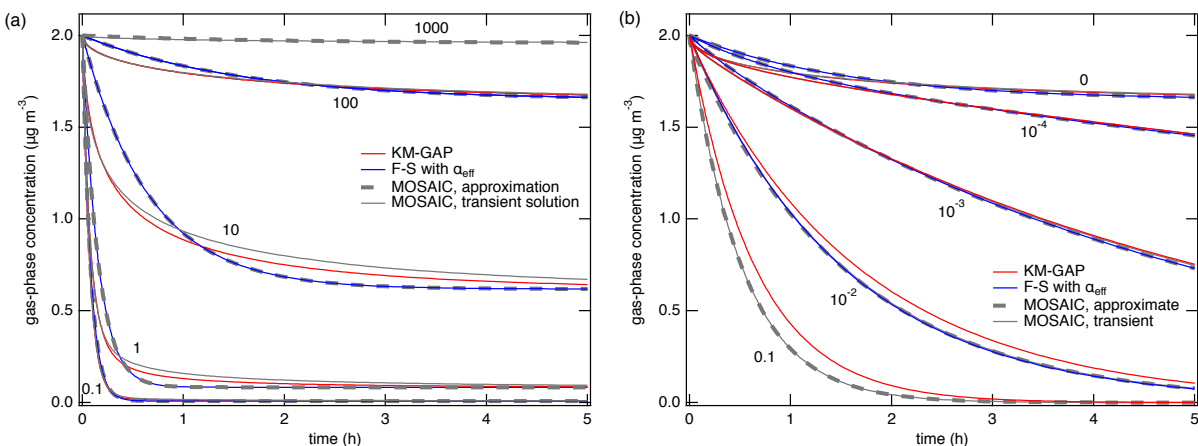 (a)
gas-phase concentration (µg m-3)
2.0
1.5
1.0
0.5
0.0
1000
100
10
1
0.1
KM-GAP
F-S with αeff
MOSAIC, approximation
MOSAIC, transient solution
0 1 2 3 4 5
time (h)
(b)
gas-phase concentration (µg m-3)
2.0
1.5
1.0
0.5
0.0
0
10-4
10-3
10-2
0.1
KM-GAP
F-S with αeff
MOSAIC, approximate
MOSAIC, transient
0 1 2 3 4 5
time (h)